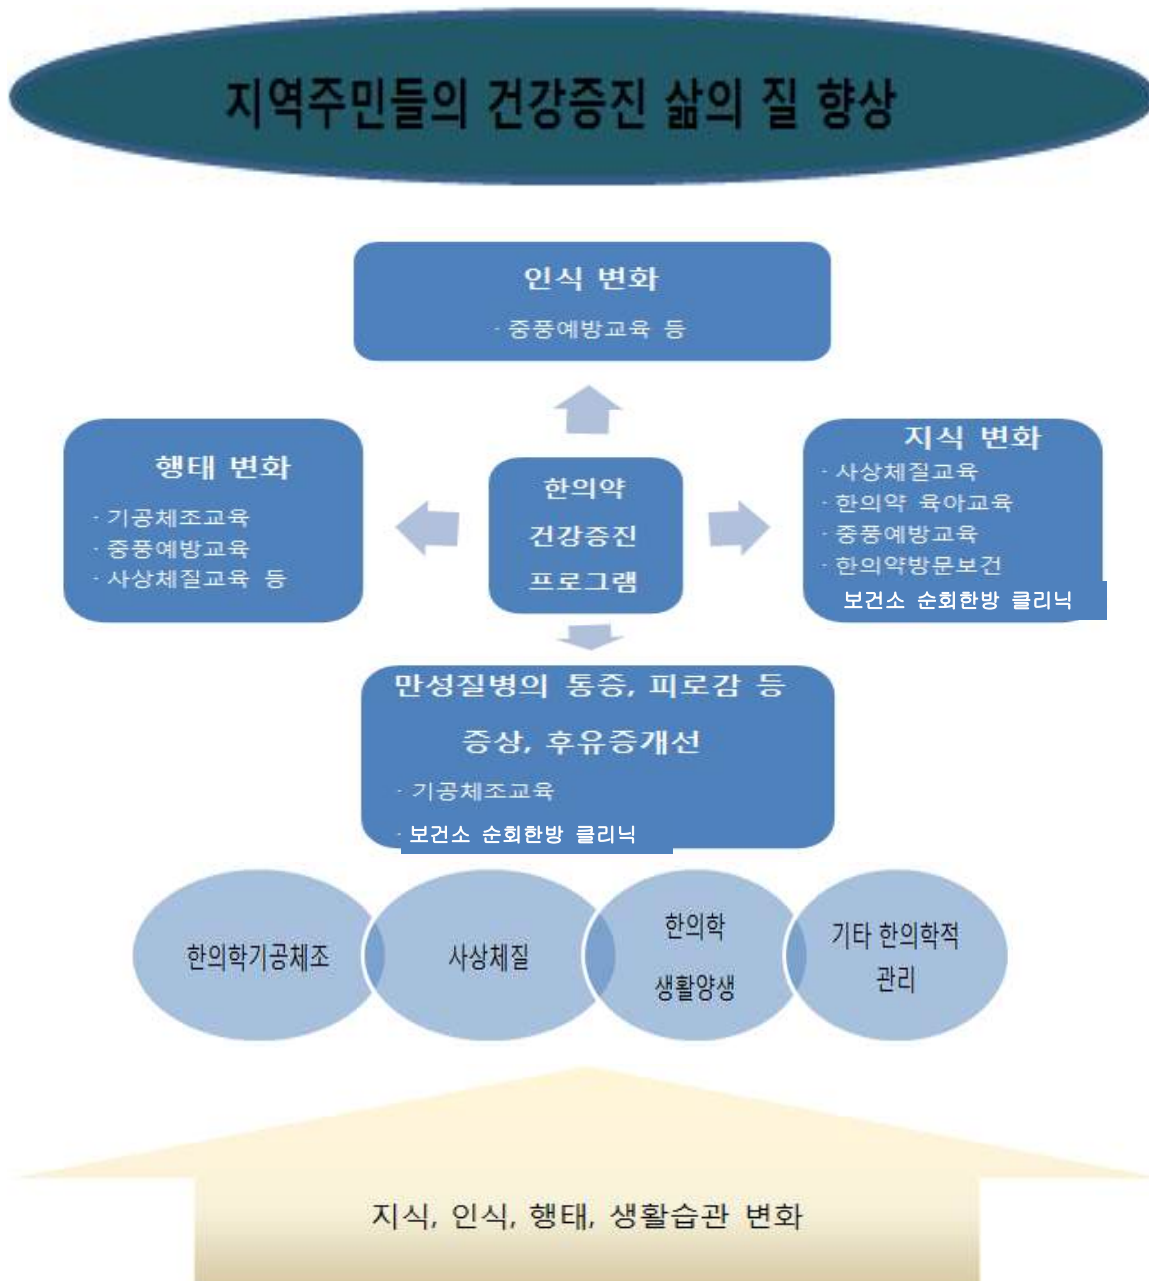 지역주민들의 건강증진 삶의 질 향상
인식 변화
· 중풍예방교육 등
행태 변화
· 기공체조교육
· 중풍예방교육
· 사상체질교육 등
한의약
건강증진
프로그램
지식 변화
· 사상체질교육
· 한의약 육아교육
· 중풍예방교육
· 한의약방문보건
보건소 순회한방 클리닉
만성질병의 통증, 피로감 등
증상, 후유증개선
· 기공체조교육
· 보건소 순회한방 클리닉
한의학기공체조
사상체질
한의학
생활양생
기타 한의학적
관리
지식, 인식, 행태, 생활습관 변화